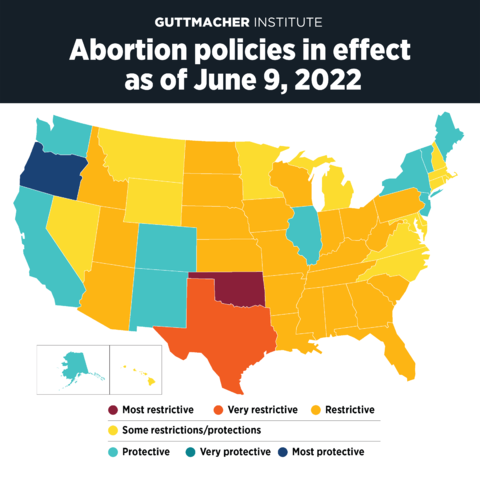 GUTTMACHER INSTITUTE
Abortion policies in effect
as of June 9, 2022
Most restrictive Very restrictive Restrictive
Some restrictions/protections
Protective Very protective Most protective